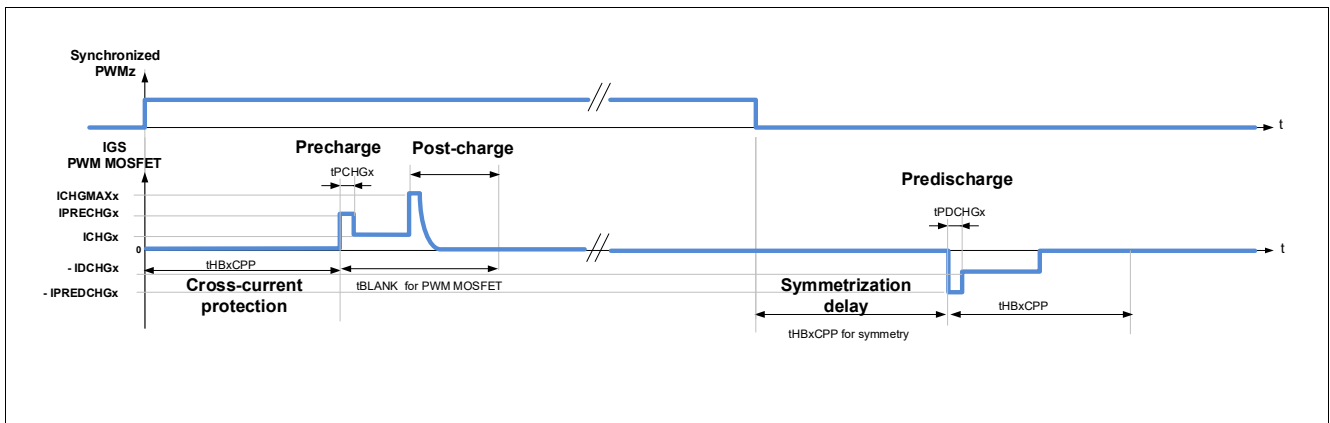 Synchronized
PWMz
t
IGS
PWM MOSFET
Precharge
Post-charge
tPCHGx
Predischarge
tPDCHGx
ICHGMAXx
IPRECHGx
ICHGx
0
t
- IDCHGx
- IPREDCHGx
tHBxCPP
Cross-current
protection
tBLANK for PWM MOSFET
Symmetrization
delay
tHBxCPP
tHBxCPP for symmetry